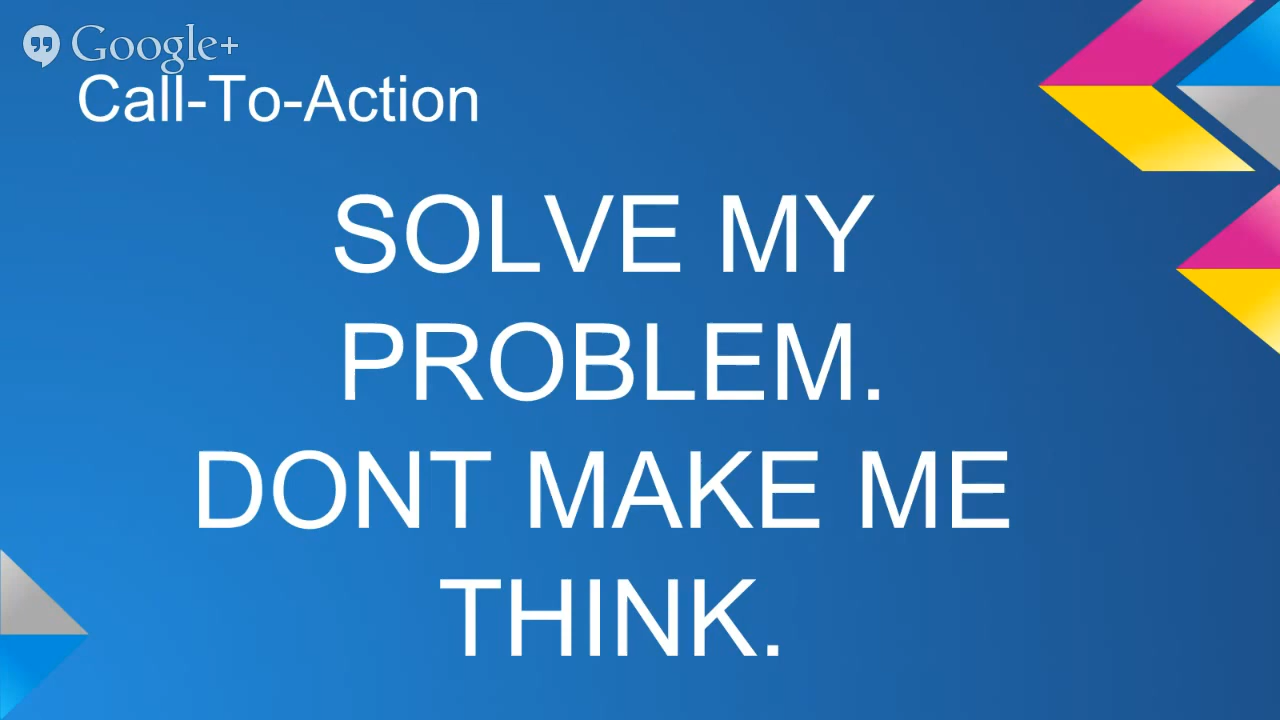 Google+
Call-To-Action
SOLVE MY
PROBLEM.
DONT MAKE ME
THINK.